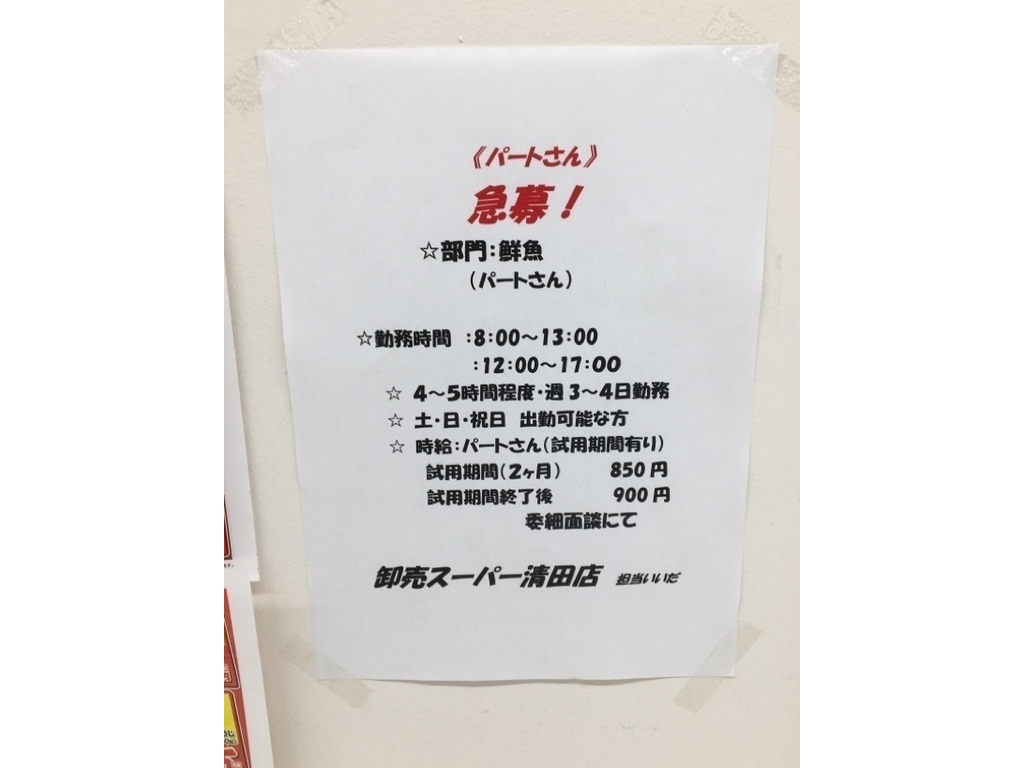 《パートさん》
急募！
☆部門：鮮魚
（パートさん）
☆勤務時間 ：8：00～13：00
：12：00～17：00
☆ 4～5時間程度・週3～4日勤務
☆ 土・日・祝日 出勤可能な方
☆ 時給：パートさん（試用期間有り）
試用期間（2ヶ月） 850円
試用期間終了後 900円
委細面談にて
卸売スーパー清田店 担当いいだ